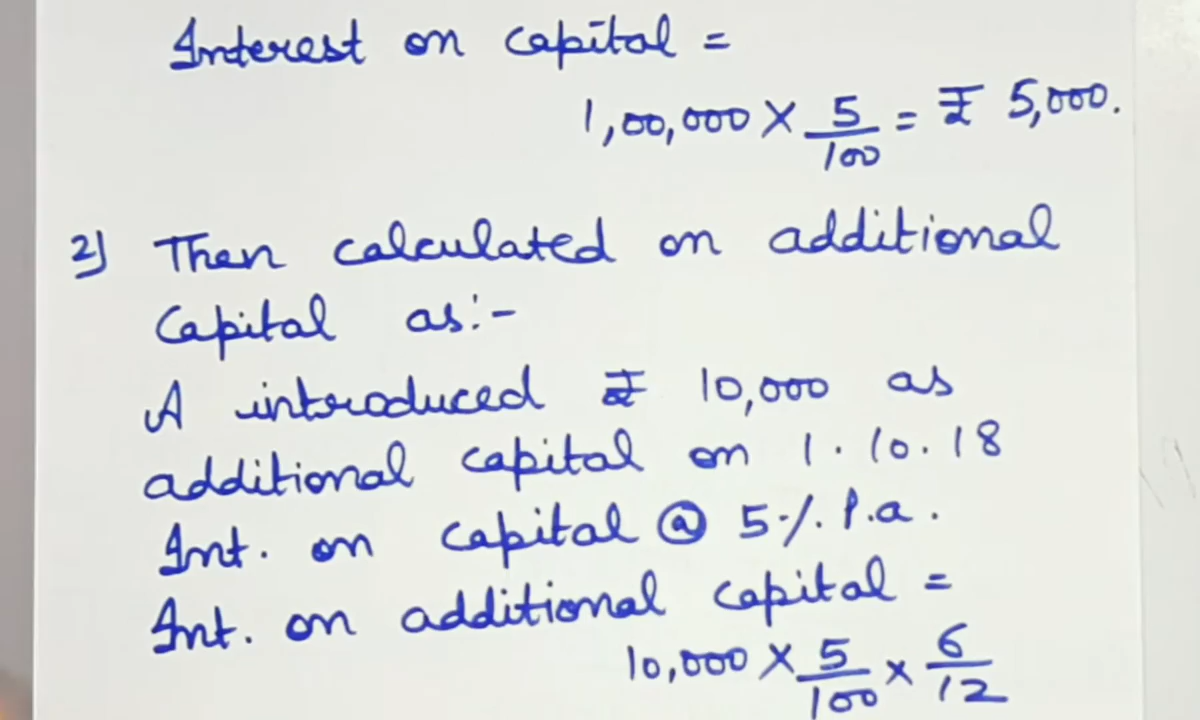 Interest on capital =
1,00,000 × 5/100 = ₹ 5,000.
2) Then calculated on additional
Capital as:-
A introduced ₹ 10,000 as
additional capital on 1.10.18
Int. on capital @ 5% P.a.
Int. on additional capital =
10,000 × 5/100 × 6/12